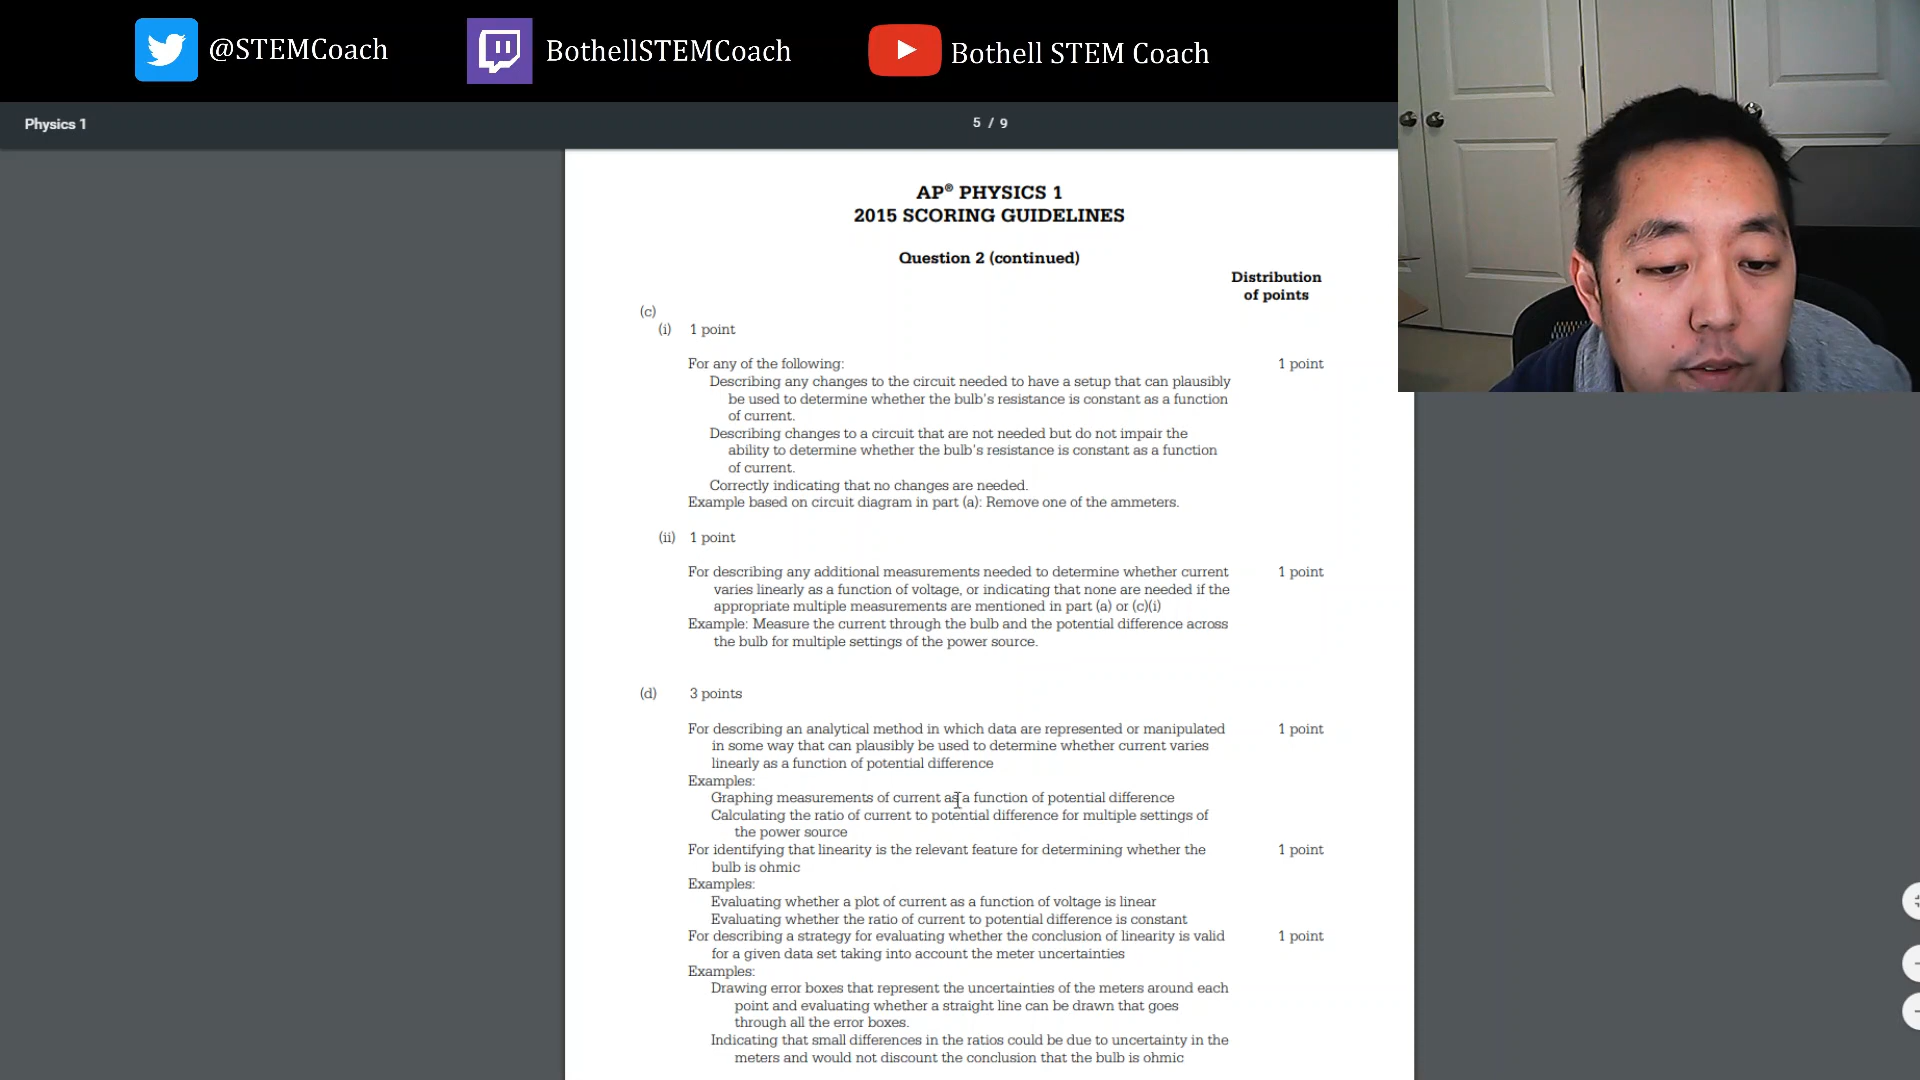 @STEMCoach
BothellSTEMCoach
Bothell STEM Coach
Physics 1
5 / 9
AP® PHYSICS 1
2015 SCORING GUIDELINES
Question 2 (continued)
Distribution
of points
(c)
(i) 1 point
For any of the following: 1 point
Describing any changes to the circuit needed to have a setup that can plausibly
be used to determine whether the bulb's resistance is constant as a function
of current.
Describing changes to a circuit that are not needed but do not impair the
ability to determine whether the bulb's resistance is constant as a function
of current.
Correctly indicating that no changes are needed.
Example based on circuit diagram in part (a): Remove one of the ammeters.
(ii) 1 point
For describing any additional measurements needed to determine whether current 1 point
varies linearly as a function of voltage, or indicating that none are needed if the
appropriate multiple measurements are mentioned in part (a) or (c)(i)
Example: Measure the current through the bulb and the potential difference across
the bulb for multiple settings of the power source.
(d) 3 points
For describing an analytical method in which data are represented or manipulated 1 point
in some way that can plausibly be used to determine whether current varies
linearly as a function of potential difference
Examples:
Graphing measurements of current as a function of potential difference
Calculating the ratio of current to potential difference for multiple settings of
the power source
For identifying that linearity is the relevant feature for determining whether the 1 point
bulb is ohmic
Examples:
Evaluating whether a plot of current as a function of voltage is linear
Evaluating whether the ratio of current to potential difference is constant
For describing a strategy for evaluating whether the conclusion of linearity is valid 1 point
for a given data set taking into account the meter uncertainties
Examples:
Drawing error boxes that represent the uncertainties of the meters around each
point and evaluating whether a straight line can be drawn that goes
through all the error boxes.
Indicating that small differences in the ratios could be due to uncertainty in the
meters and would not discount the conclusion that the bulb is ohmic